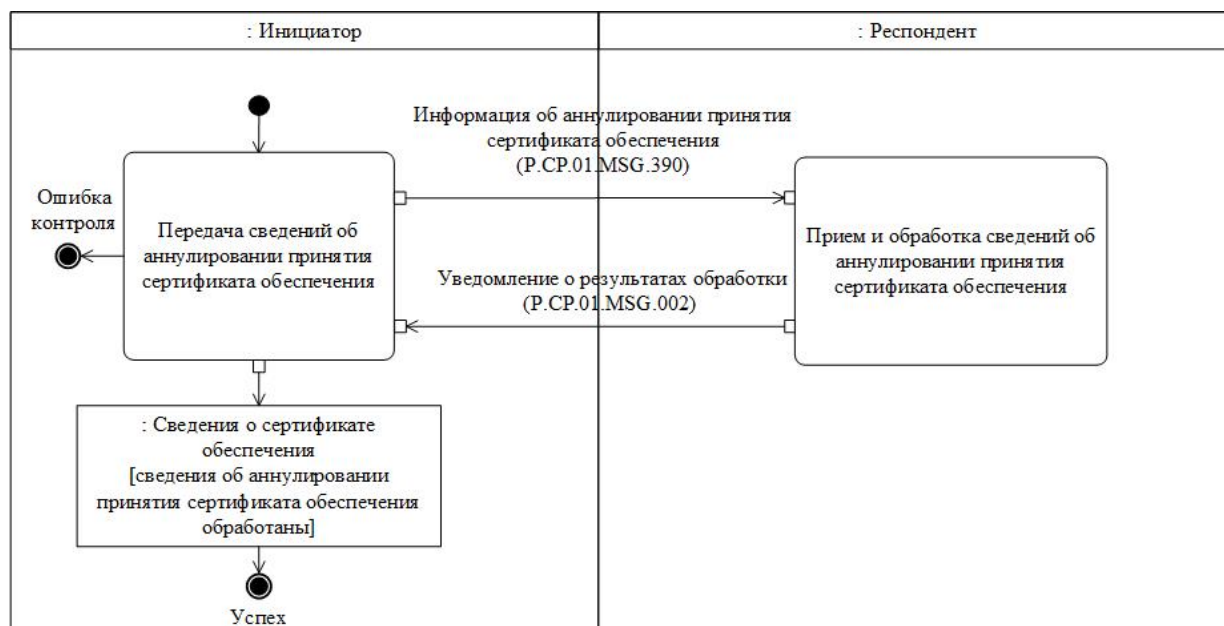 : Инициатор
: Респондент
Информация об аннулировании принятия
сертификата обеспечения
(P.CP.01.MSG.390)
Ошибка
контроля
Передача сведений об
аннулировании принятия
сертификата обеспечения
Прием и обработка сведений об
аннулировании принятия
сертификата обеспечения
Уведомление о результатах обработки
(P.CP.01.MSG.002)
: Сведения о сертификате
обеспечения
[сведения об аннулировании
принятия сертификата обеспечения
обработаны]
Успех